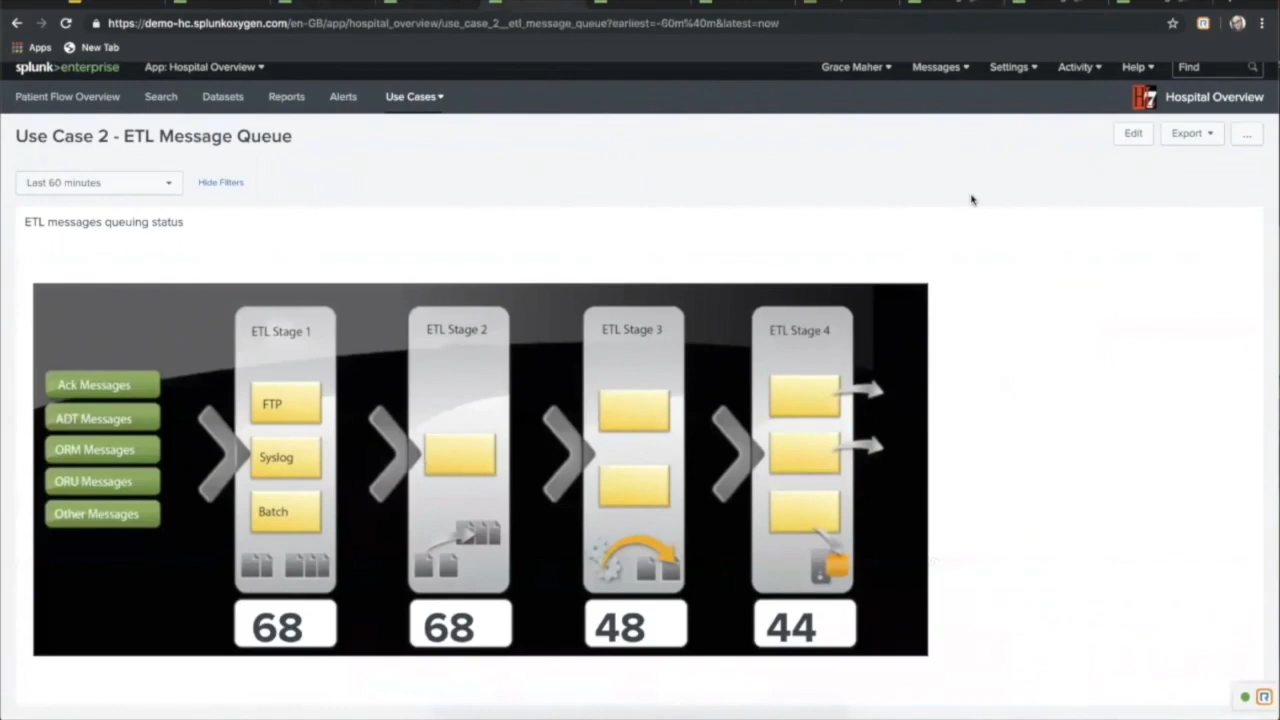 https://demo-hc.splunkoxygen.com/en-GB/app/hospital_overview/use_case_2__etl_message_queue?earliest=-60m%40m&latest=now
Apps New Tab
splunk>enterprise App: Hospital Overview Grace Maher Messages Settings Activity Help Find
Patient Flow Overview Search Datasets Reports Alerts Use Cases Hospital Overview
Use Case 2 - ETL Message Queue Edit Export ...
Last 60 minutes Hide Filters
ETL messages queuing status
ETL Stage 1 ETL Stage 2 ETL Stage 3 ETL Stage 4
Ack Messages
ADT Messages
ORM Messages
ORU Messages
Other Messages
FTP
Syslog
Batch
68 68 48 44